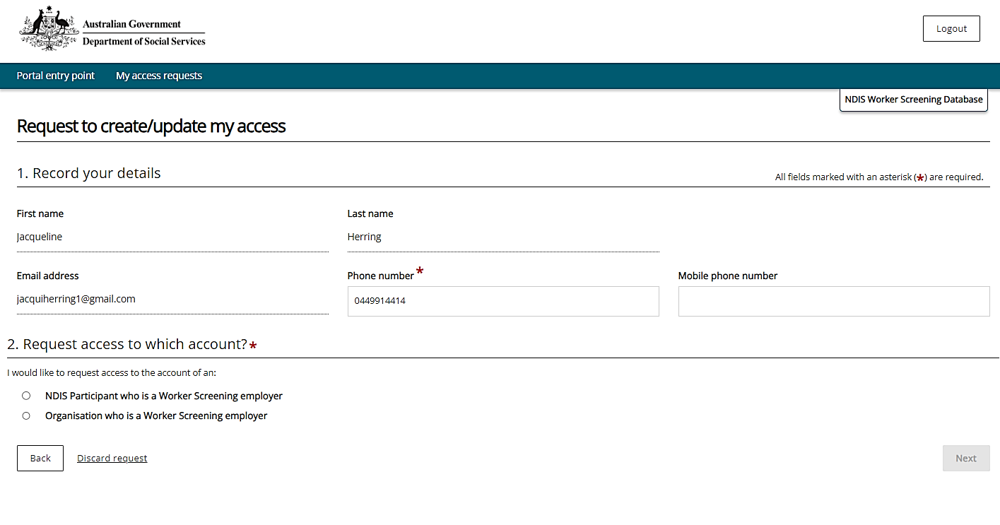 Australian Government
Department of Social Services
Logout
Portal entry point My access requests
NDIS Worker Screening Database
Request to create/update my access
1. Record your details
All fields marked with an asterisk (*) are required.
First name Last name
Jacqueline Herring
Email address Phone number * Mobile phone number
jacquiherring1@gmail.com 0449914414
2. Request access to which account? *
I would like to request access to the account of an:
NDIS Participant who is a Worker Screening employer
Organisation who is a Worker Screening employer
Back Discard request Next